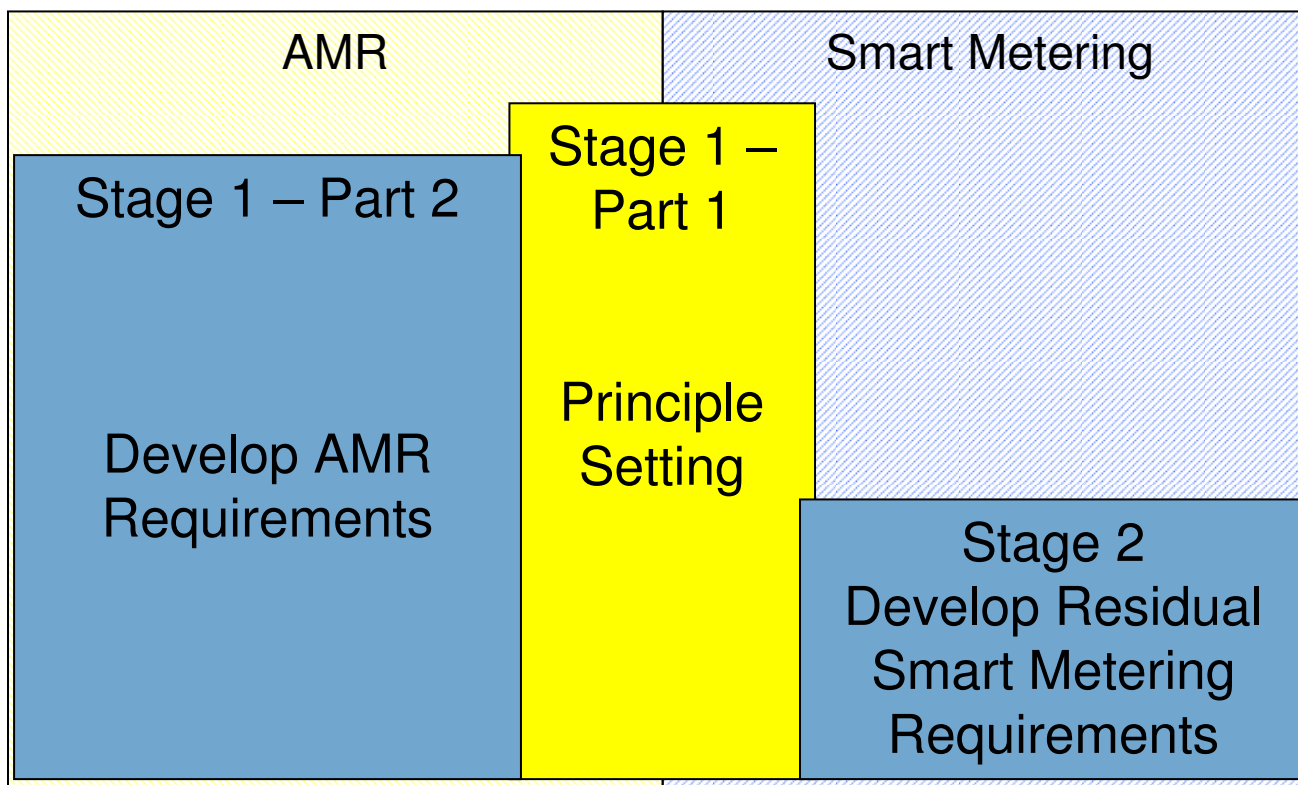 AMR
Smart Metering
Stage 1 – Part 2
Develop AMR
Requirements
Stage 1 –
Part 1
Principle
Setting
Stage 2
Develop Residual
Smart Metering
Requirements